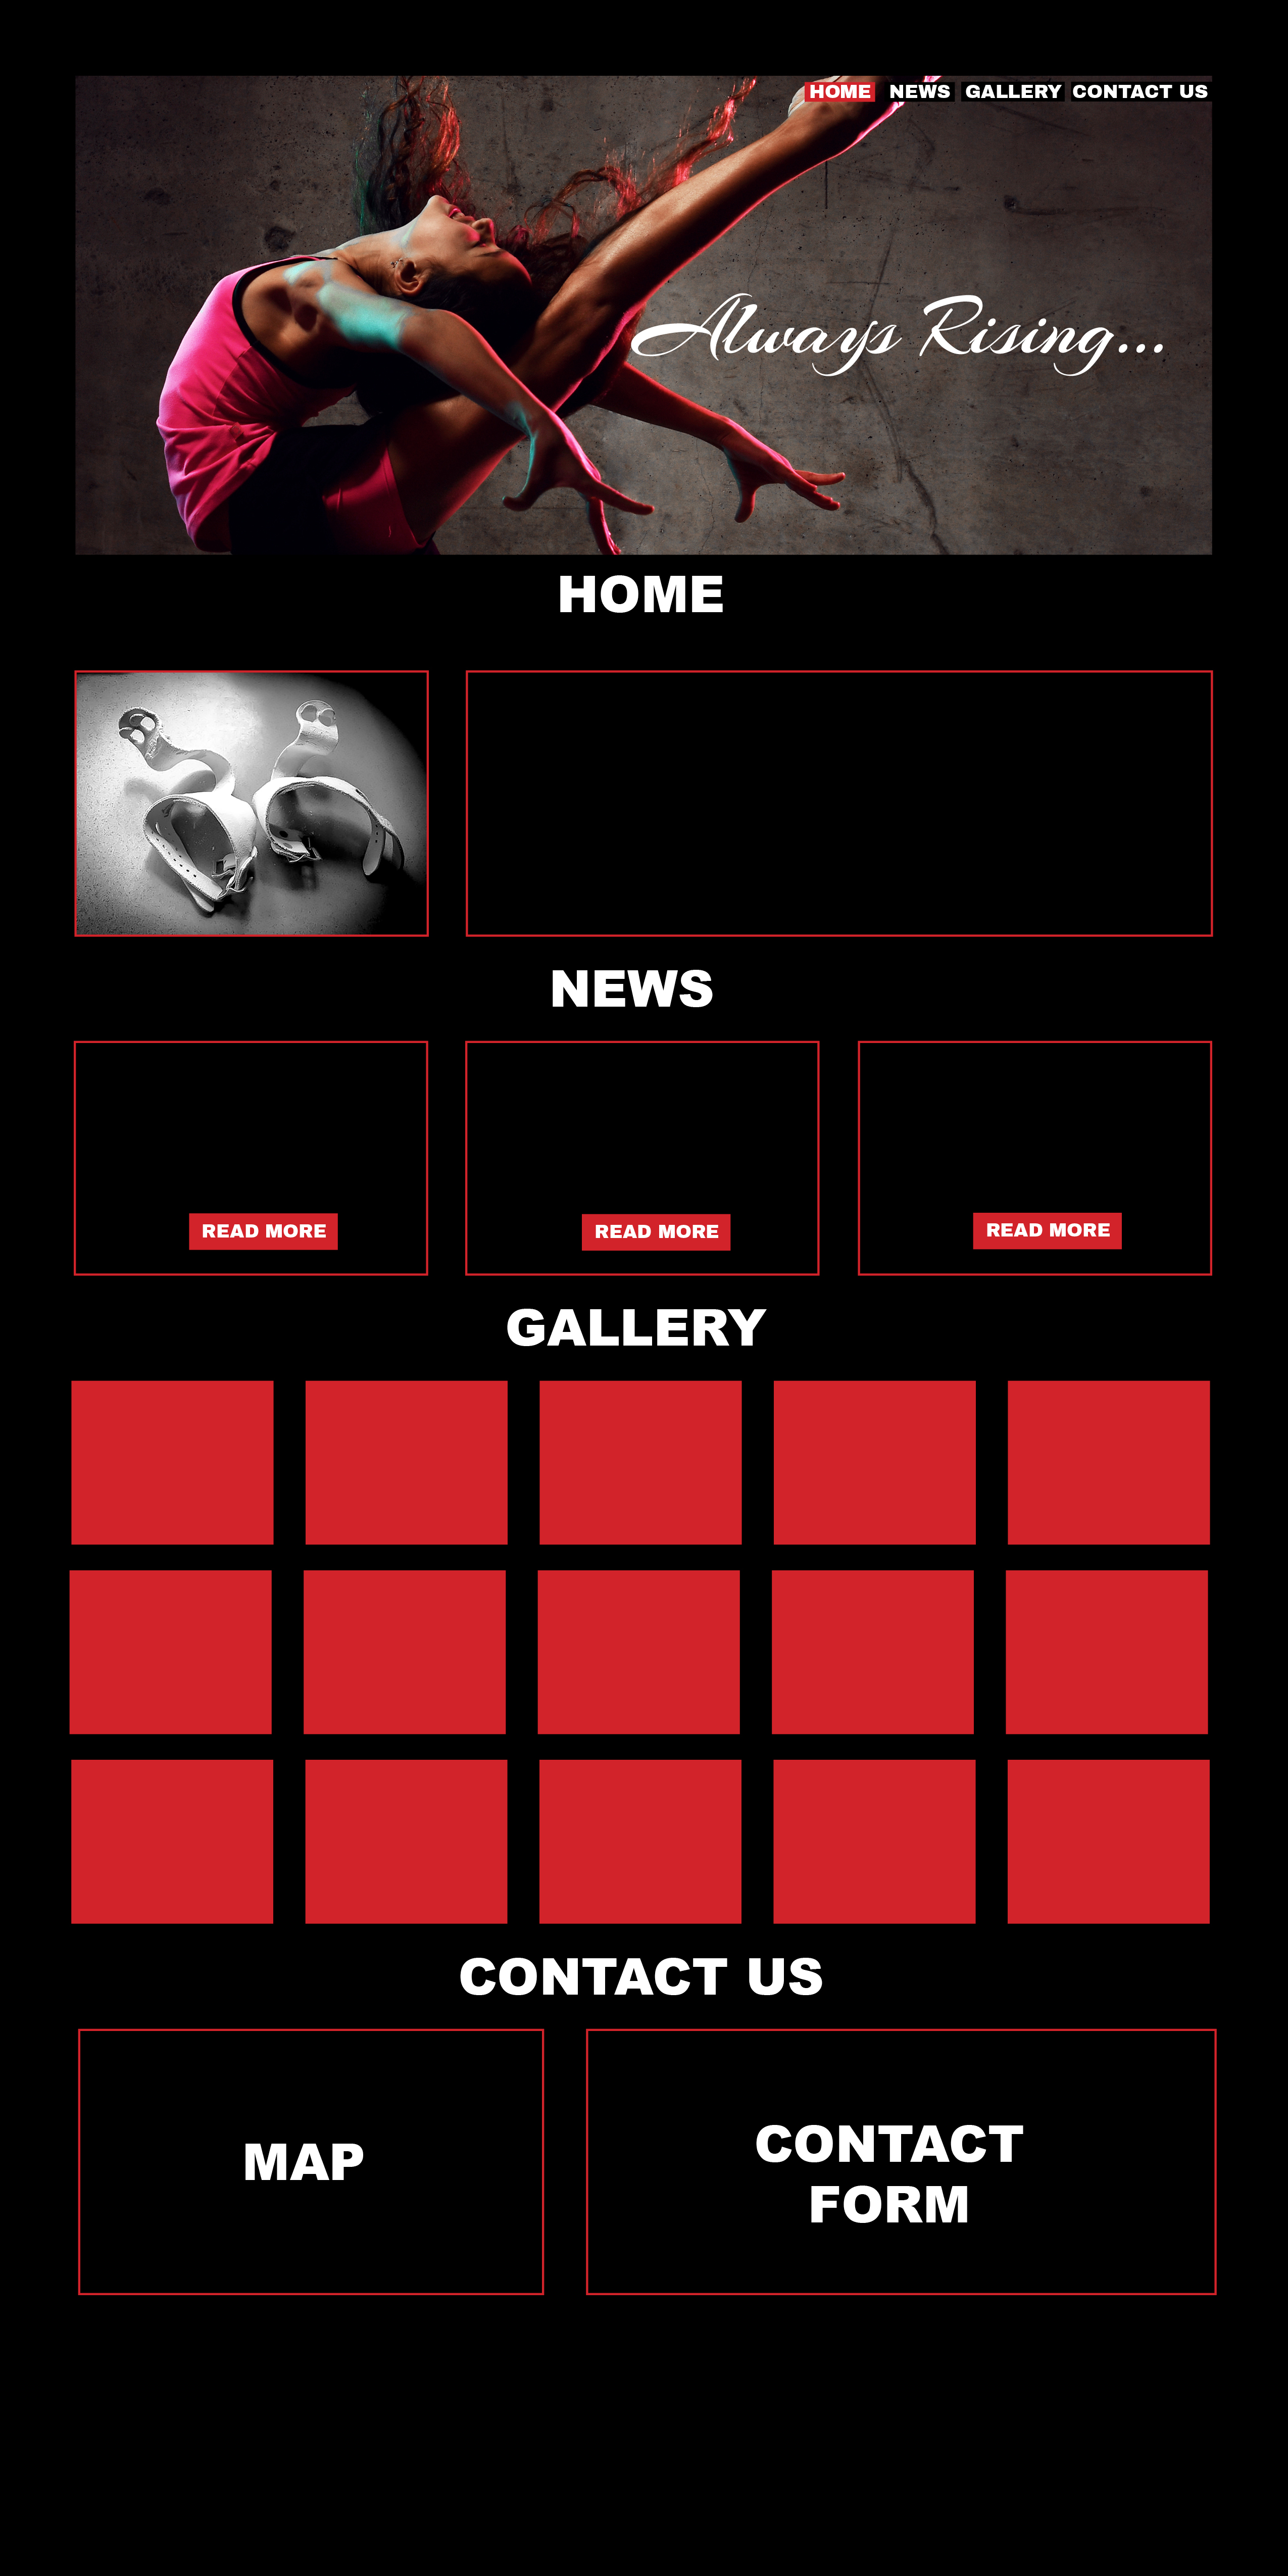 HOME NEWS GALLERY CONTACT US
Always Rising...
HOME
NEWS
READ MORE READ MORE READ MORE
GALLERY
CONTACT US
MAP
CONTACT
FORM